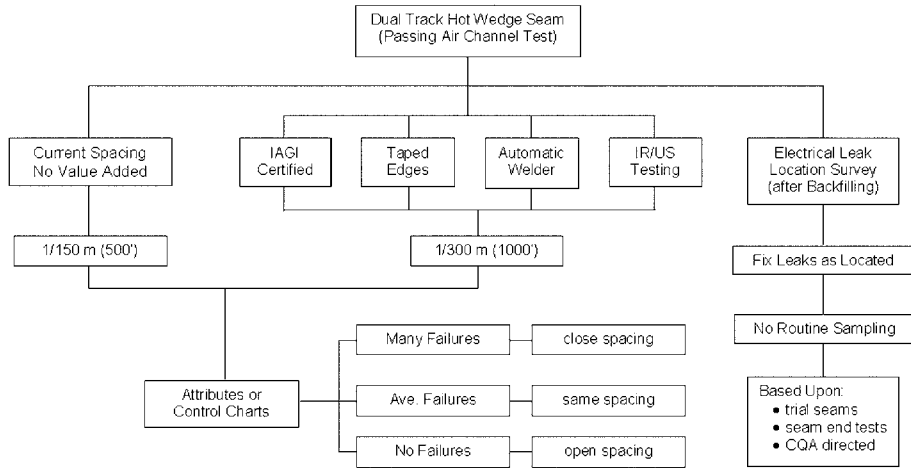 Dual Track Hot Wedge Seam
(Passing Air Channel Test)
Current Spacing
No Value Added
IAGI
Certified
Taped
Edges
Automatic
Welder
IR/US
Testing
Electrical Leak
Location Survey
(after Backfilling)
1/150 m (500')
1/300 m (1000')
Fix Leaks as Located
No Routine Sampling
Many Failures
close spacing
Attributes or
Control Charts
Ave. Failures
same spacing
No Failures
open spacing
Based Upon:
• trial seams
• seam end tests
• CQA directed